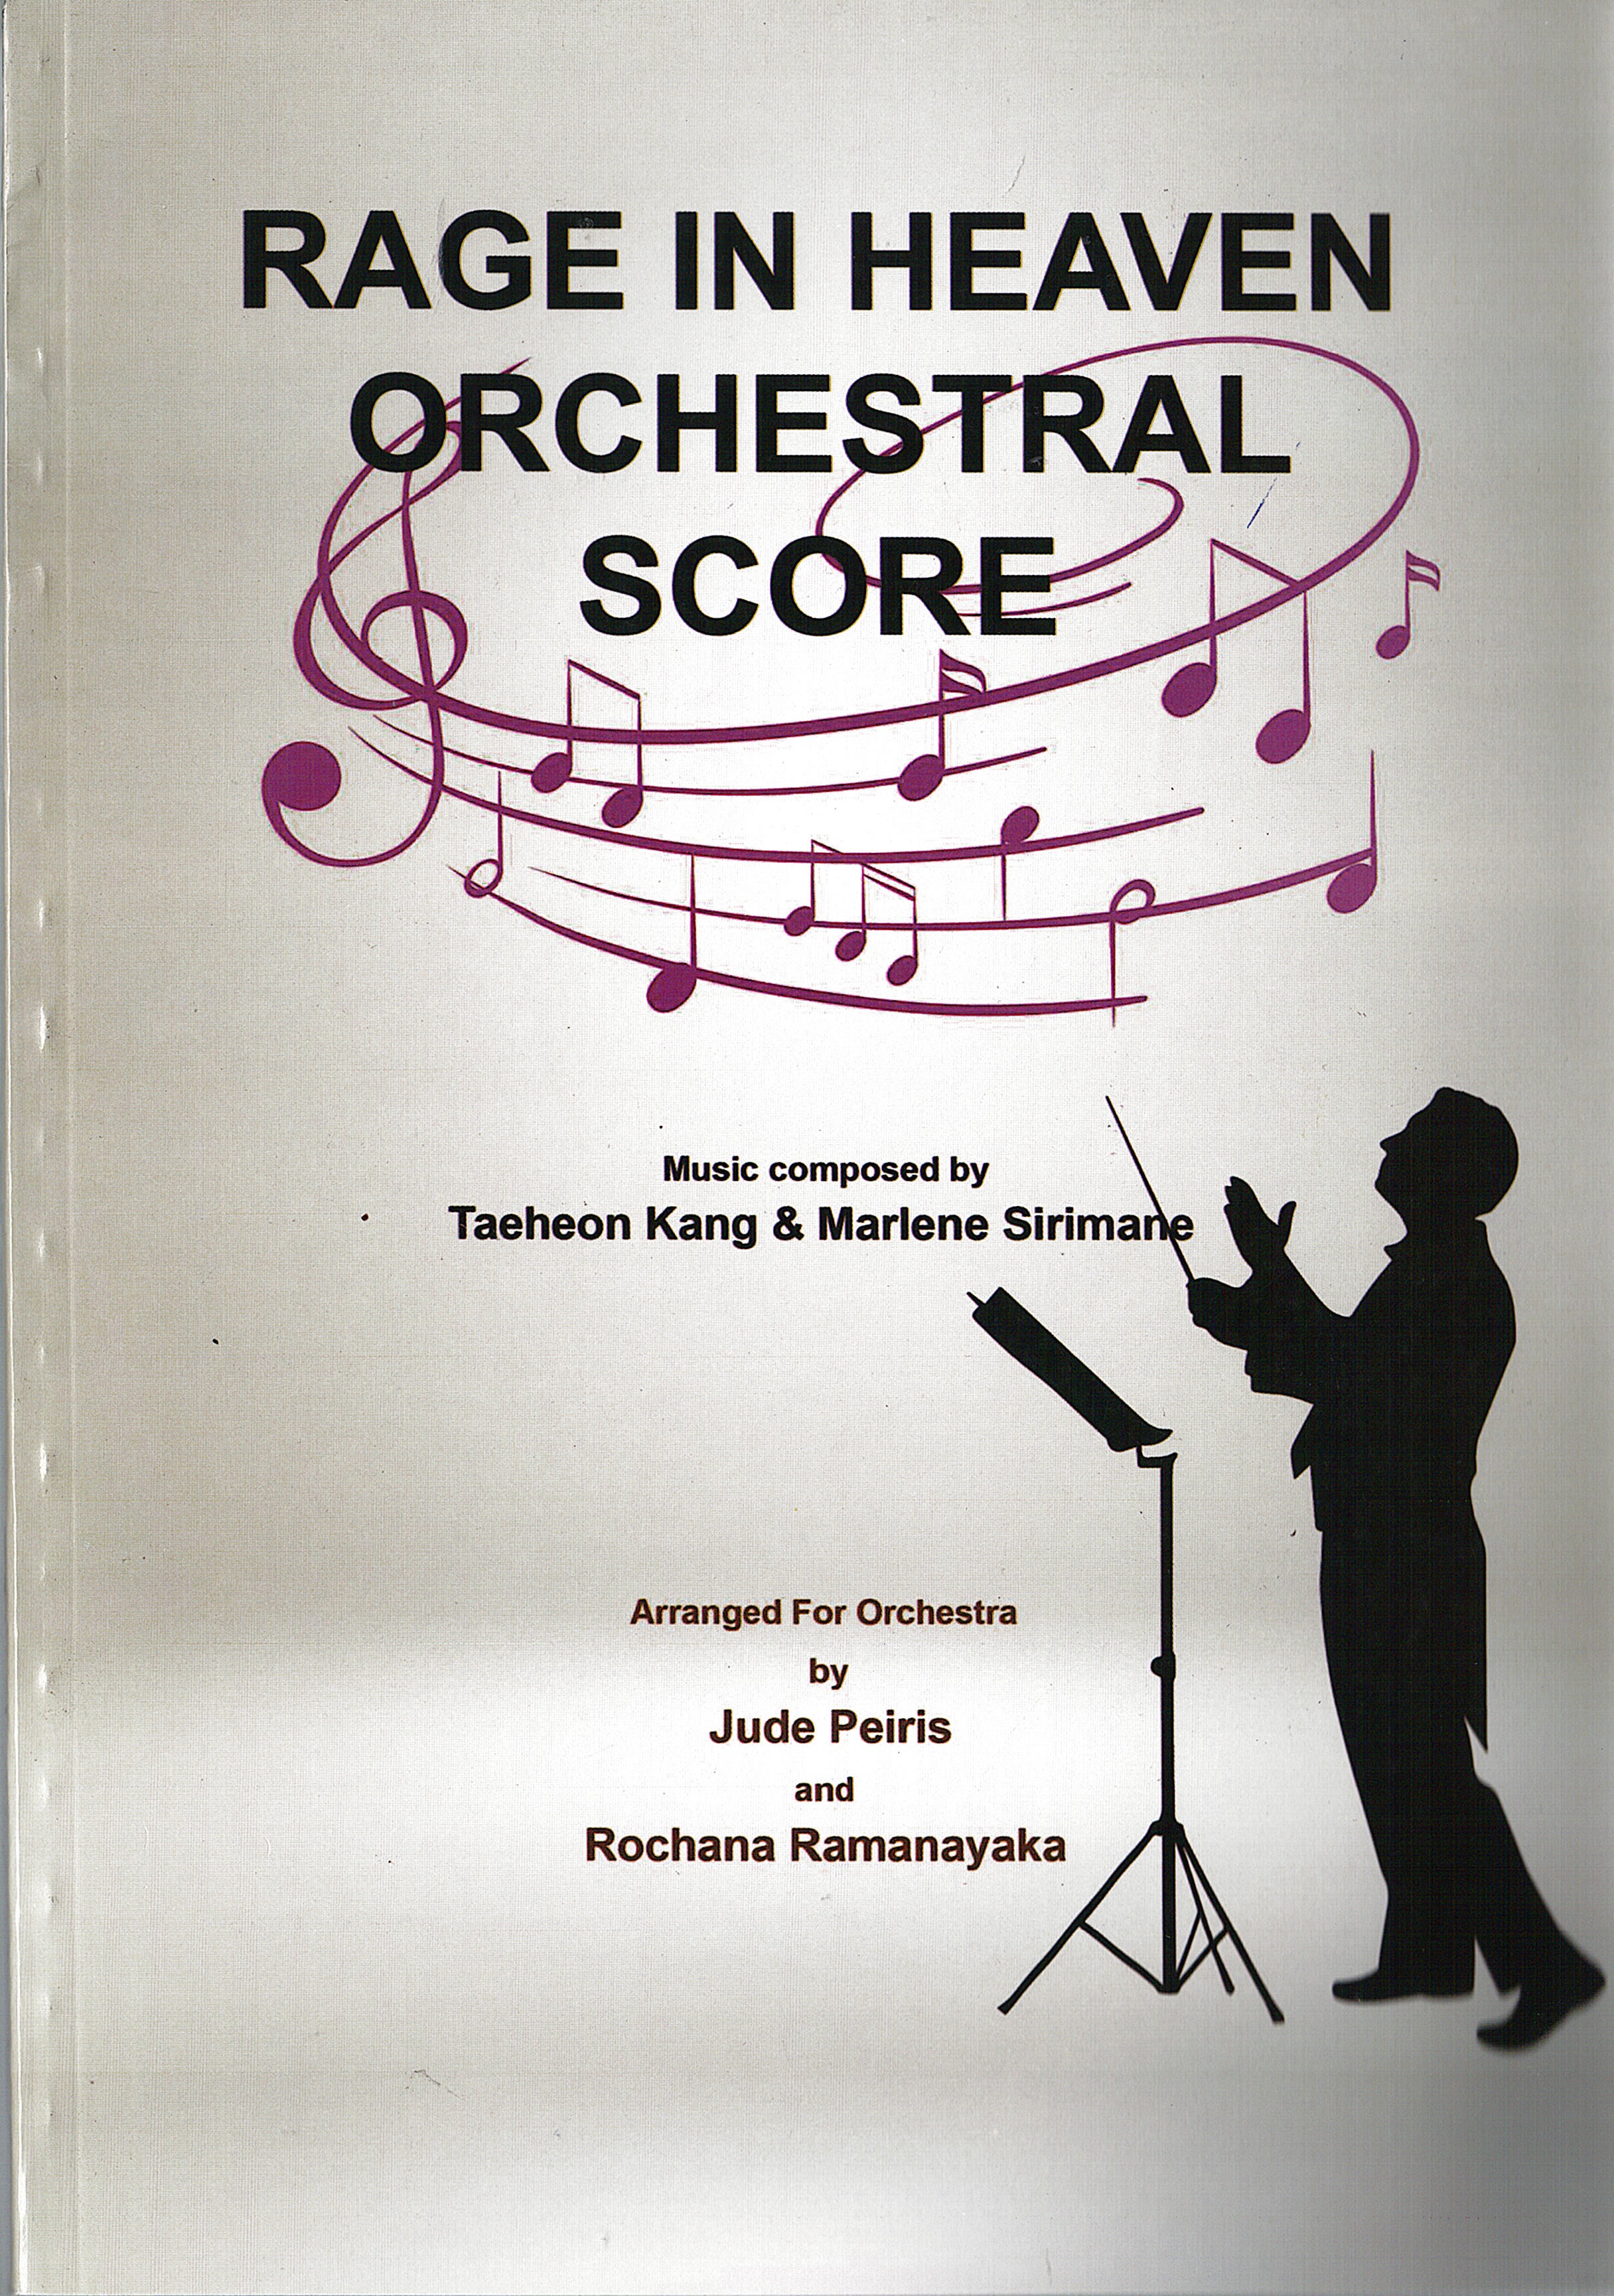 RAGE IN HEAVEN
ORCHESTRAL
SCORE
Music composed by
Taeheon Kang & Marlene Sirimane
Arranged For Orchestra
by
Jude Peiris
and
Rochana Ramanayaka